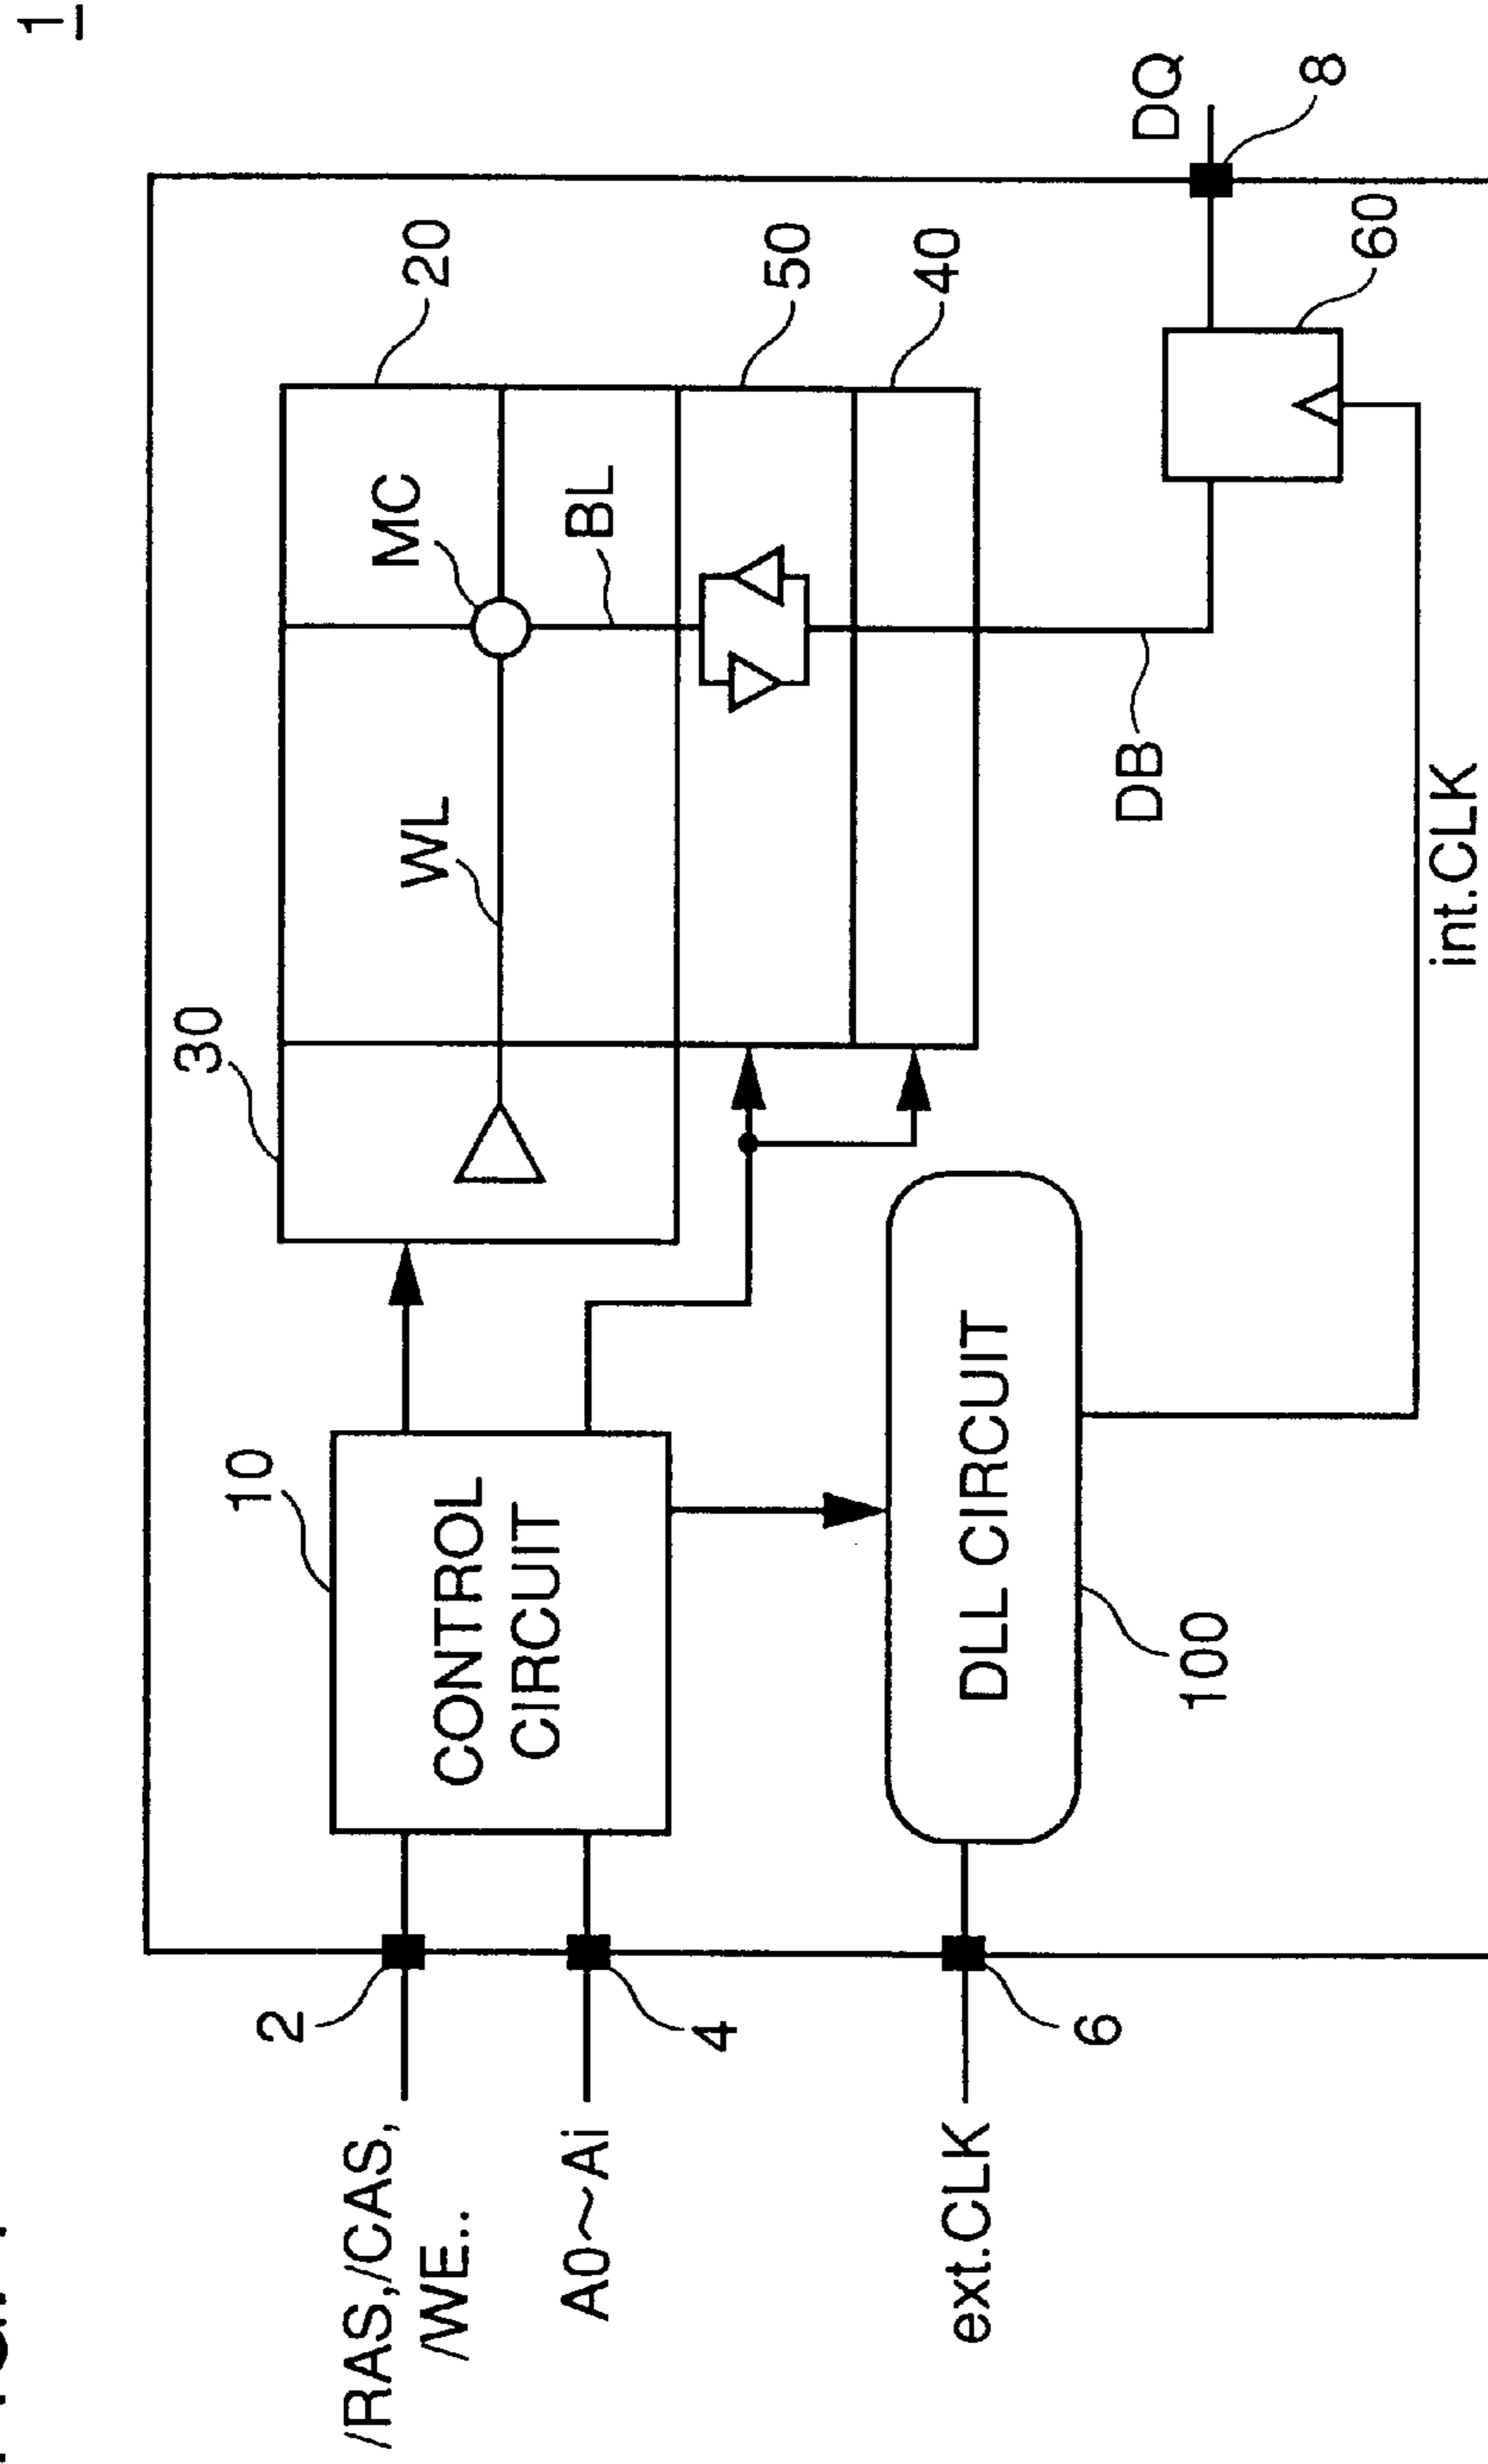 1
10
30
20
MC
WL
BL
50
40
/RAS,/CAS,
/WE..
2
CONTROL
CIRCUIT
A0~Ai
4
ext.CLK
6
DLL CIRCUIT
100
DB
DQ
8
60
int.CLK